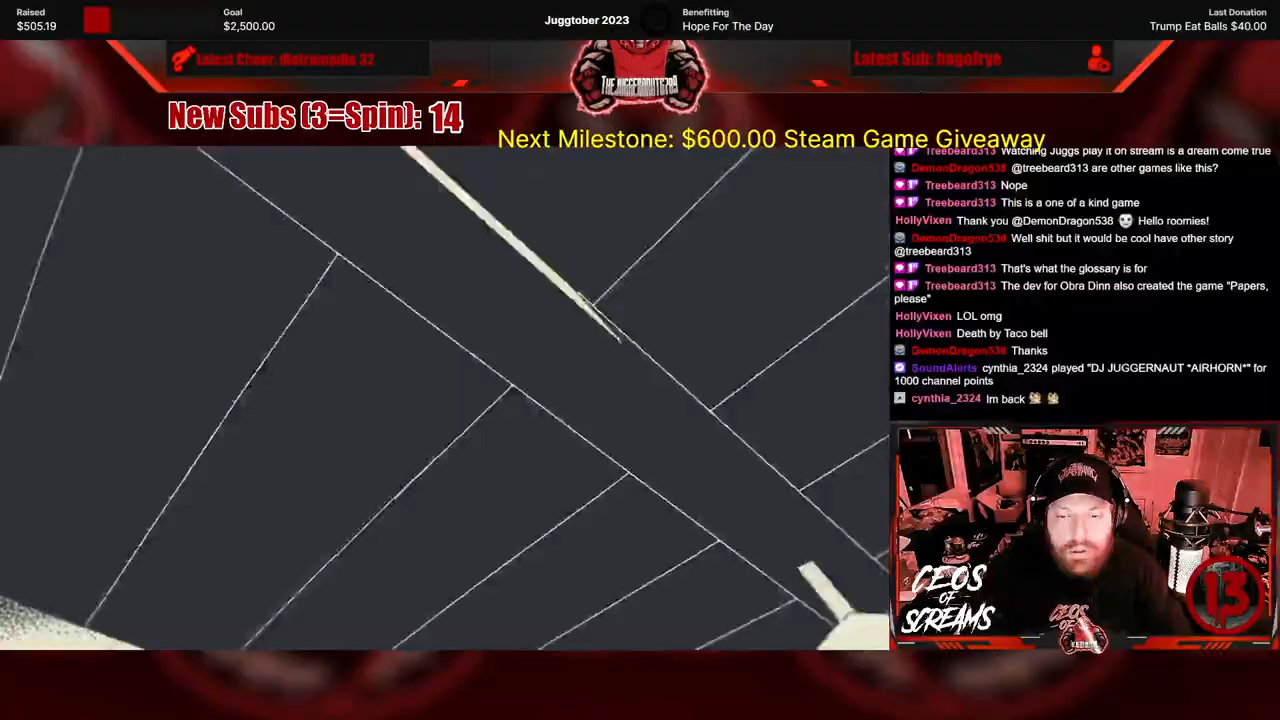 Raised
$505.19
Goal
$2,500.00
Juggtober 2023
Benefitting
Hope For The Day
Last Donation
Trump Eat Balls $40.00
Latest Sub: hagofrye
THEJUGGERNAUT6789
New Subs (3=Spin): 14
Next Milestone: $600.00 Steam Game Giveaway
Treebeard313 Watching Juggs play it on stream is a dream come true
DemonDragon538 @treebeard313 are other games like this?
Treebeard313 Nope
Treebeard313 This is a one of a kind game
HollyVixen Thank you @DemonDragon538 Hello roomies!
DemonDragon538 Well shit but it would be cool have other story
@treebeard313
Treebeard313 That's what the glossary is for
Treebeard313 The dev for Obra Dinn also created the game "Papers,
please"
HollyVixen LOL omg
HollyVixen Death by Taco bell
DemonDragon538 Thanks
SoundAlerts cynthia_2324 played "DJ JUGGERNAUT *AIRHORN*" for
1000 channel points
cynthia_2324 Im back
CEOS
OF
SCREAMS
CEOS
OF
13